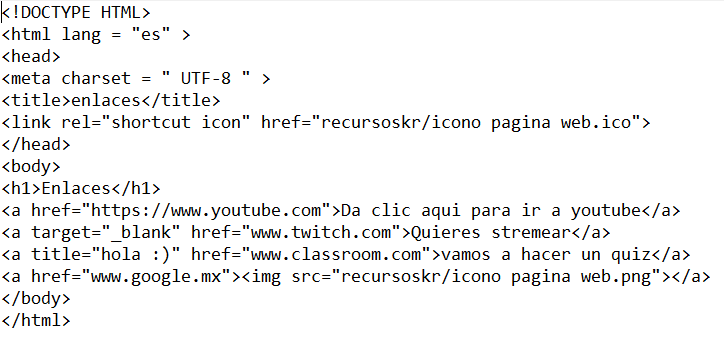 <!DOCTYPE HTML>
<html lang = "es" >
<head>
<meta charset = " UTF-8 " >
<title>enlaces</title>
<link rel="shortcut icon" href="recursoskr/icono pagina web.ico">
</head>
<body>
<h1>Enlaces</h1>
<a href="https://www.youtube.com">Da clic aqui para ir a youtube</a>
<a target="_blank" href="www.twitch.com">Quieres stremear</a>
<a title="hola :)" href="www.classroom.com">vamos a hacer un quiz</a>
<a href="www.google.mx"><img src="recursoskr/icono pagina web.png"></a>
</body>
</html>